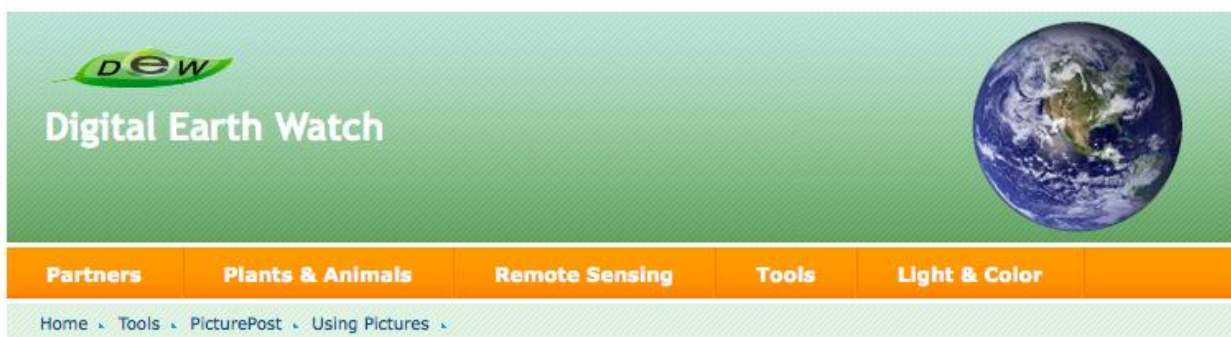 DeW
Digital Earth Watch
Partners Plants & Animals Remote Sensing Tools Light & Color
Home Tools PicturePost Using Pictures